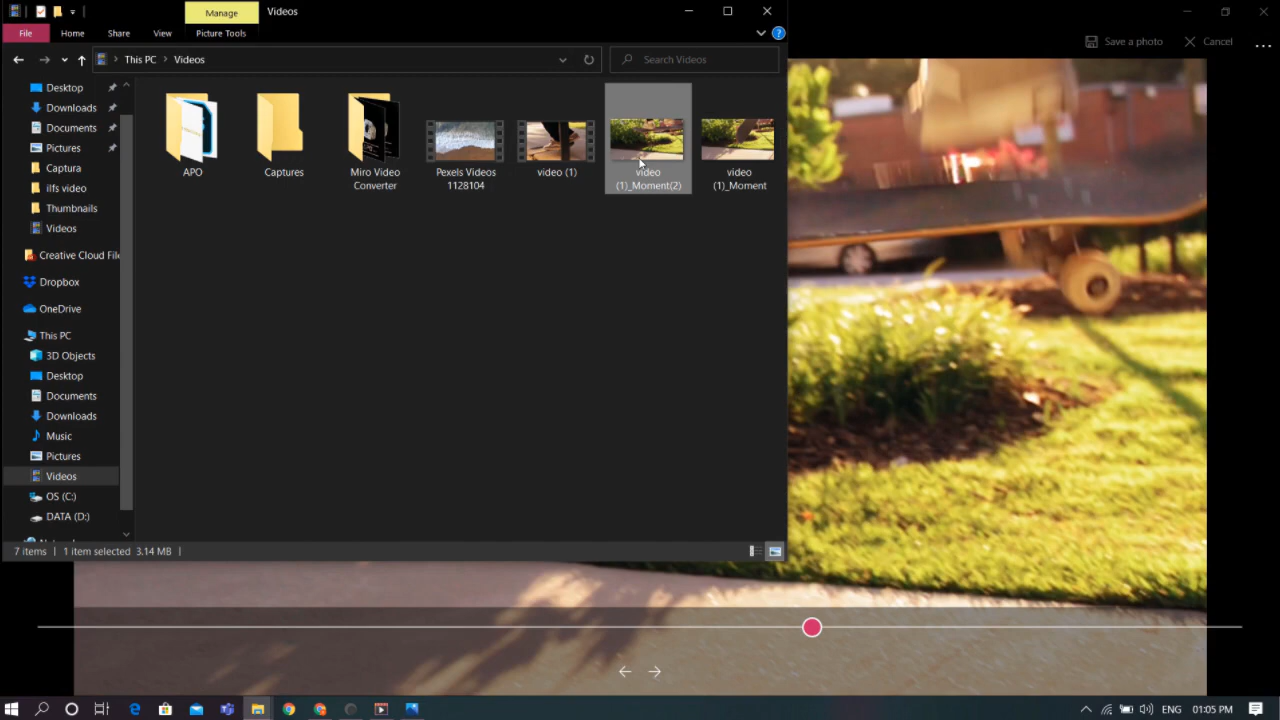 Manage
Videos
File
Home
Share
View
Picture Tools
?
This PC
Videos
Search Videos
Save a photo
Cancel
...
Desktop
Downloads
Documents
Pictures
Captura
ilfs video
Thumbnails
Videos
Creative Cloud File
Dropbox
OneDrive
This PC
3D Objects
Desktop
Documents
Downloads
Music
Pictures
Videos
OS (C:)
DATA (D:)
APO
Captures
Miro Video
Converter
Pexels Videos
1128104
video (1)
video
(1)_Moment(2)
video
(1)_Moment
7 items
1 item selected 3.14 MB
ENG
01:05 PM